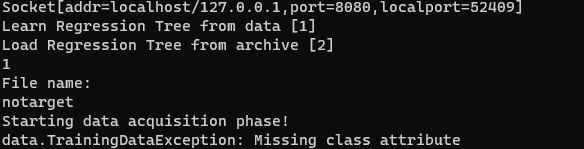 Socket[addr=localhost/127.0.0.1,port=8080,localport=52409]
Learn Regression Tree from data [1]
Load Regression Tree from archive [2]
1
File name:
notarget
Starting data acquisition phase!
data.TrainingDataException: Missing class attribute